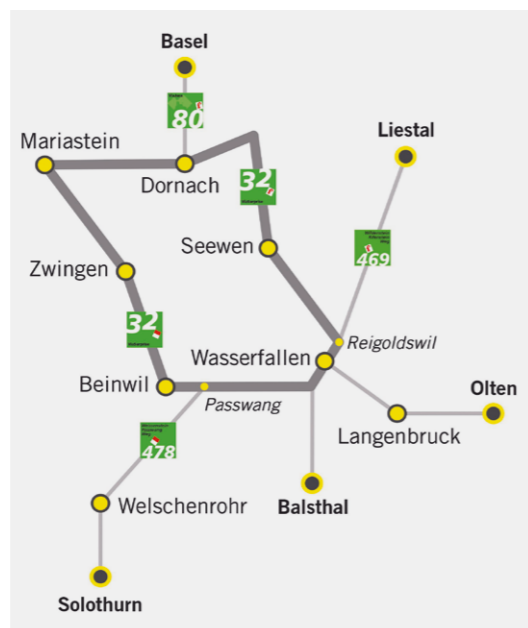 Basel
80
Mariastein
Liestal
Dornach
32
Seewen
469
Zwingen
32
Reigoldswil
Wasserfallen
Beinwil
Passwang
Olten
Langenbruck
478
Welschenrohr
Balsthal
Solothurn